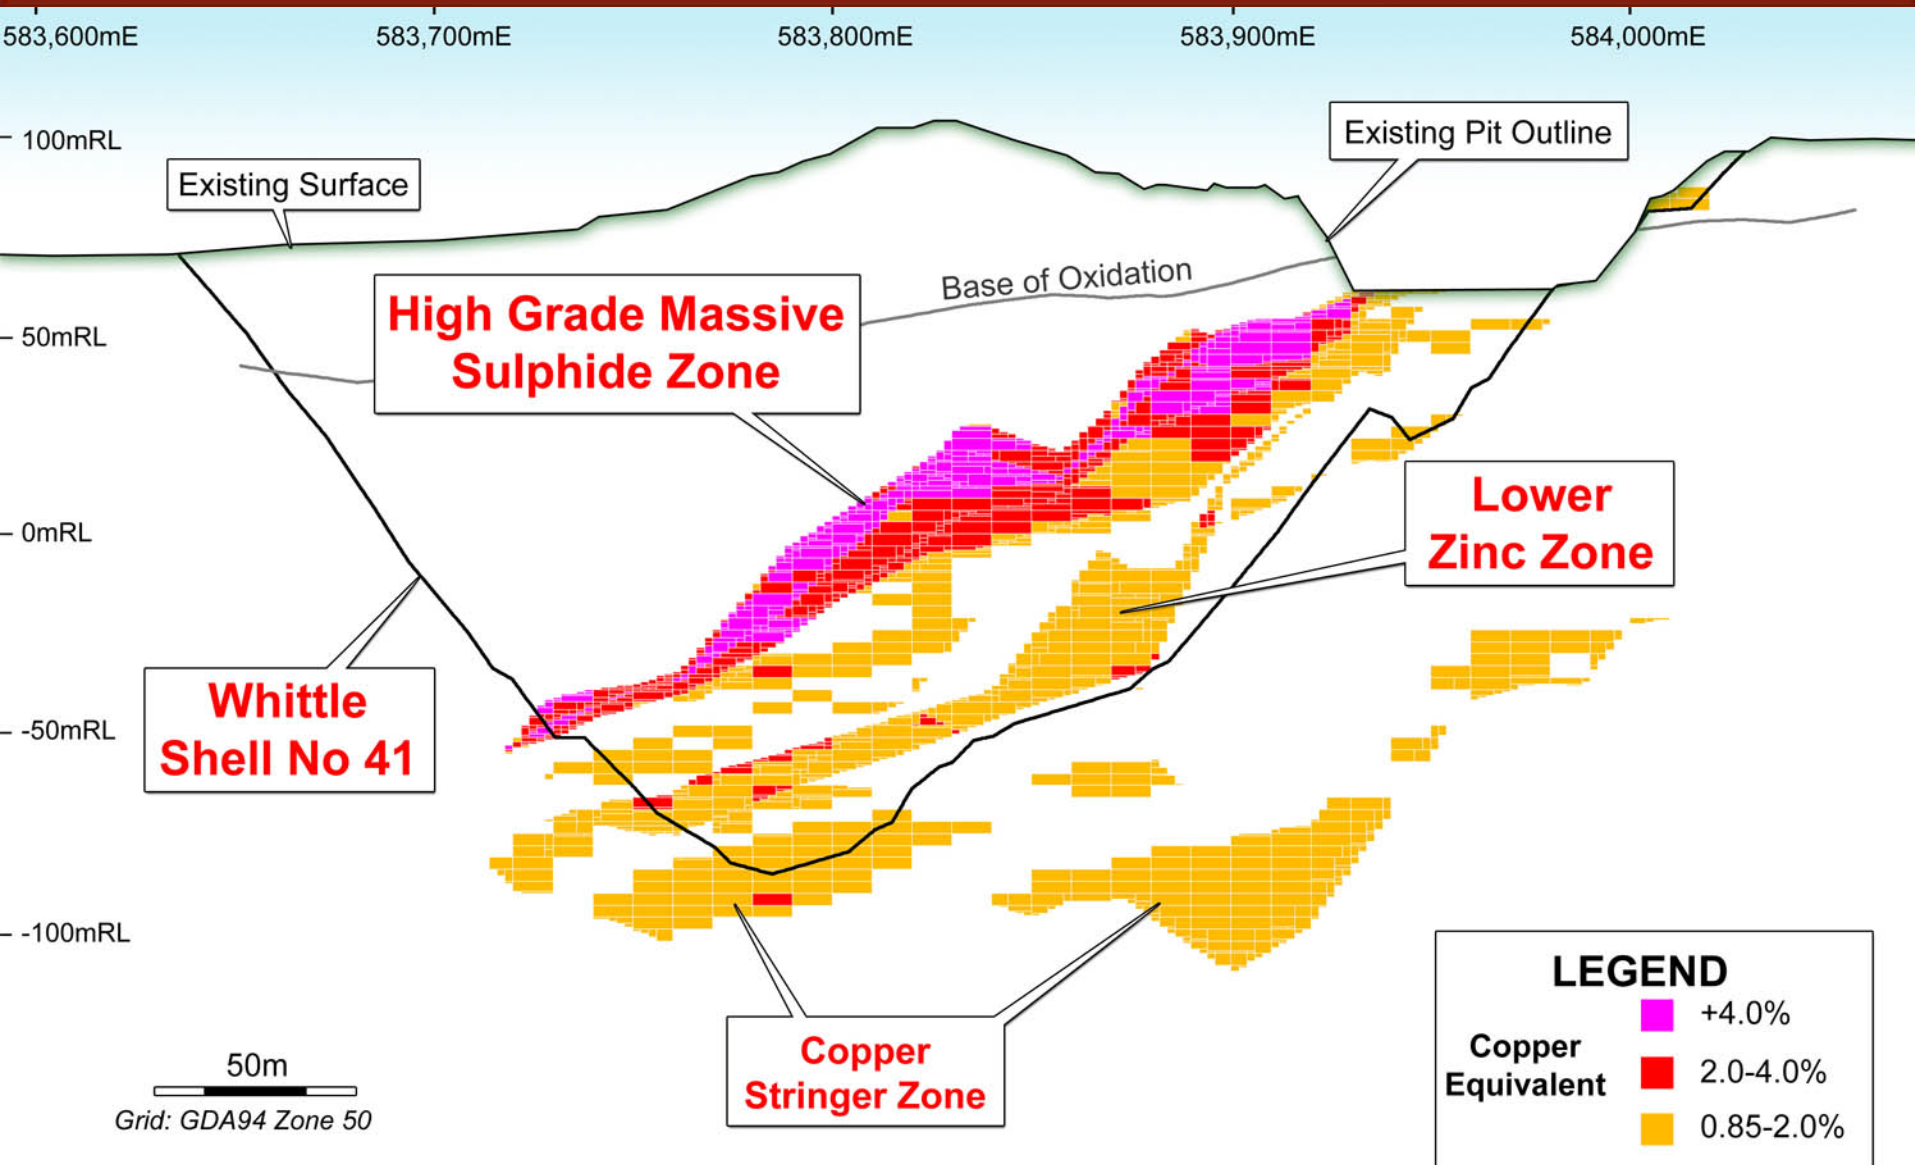 583,600mE
583,700mE
583,800mE
583,900mE
584,000mE
100mRL
Existing Pit Outline
Existing Surface
Base of Oxidation
High Grade Massive
Sulphide Zone
50mRL
0mRL
Lower
Zinc Zone
Whittle
Shell No 41
-50mRL
-100mRL
Copper
Stringer Zone
50m
Grid: GDA94 Zone 50
LEGEND
Copper
Equivalent
+4.0%
2.0-4.0%
0.85-2.0%